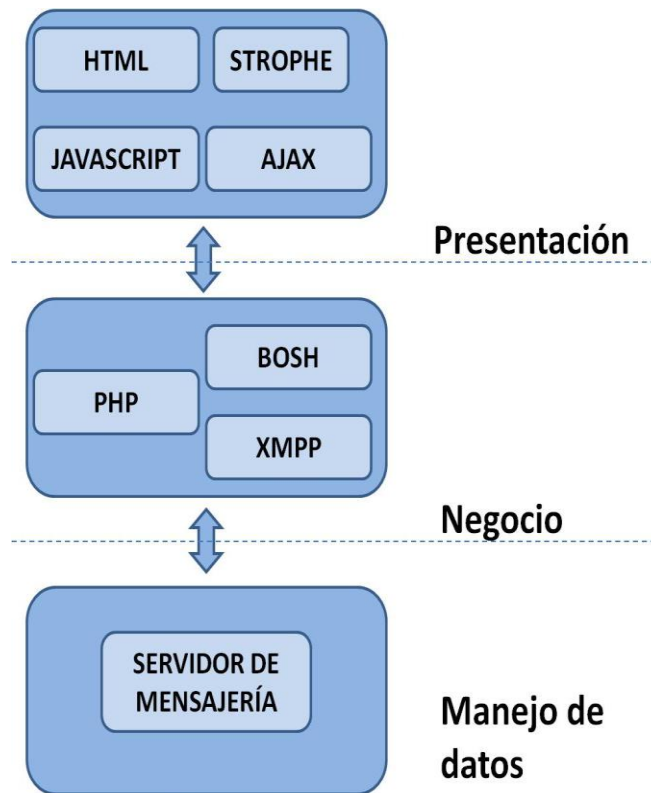 HTML
STROPHE
JAVASCRIPT
AJAX
Presentación
BOSH
PHP
XMPP
Negocio
SERVIDOR DE
MENSAJERÍA
Manejo de
datos